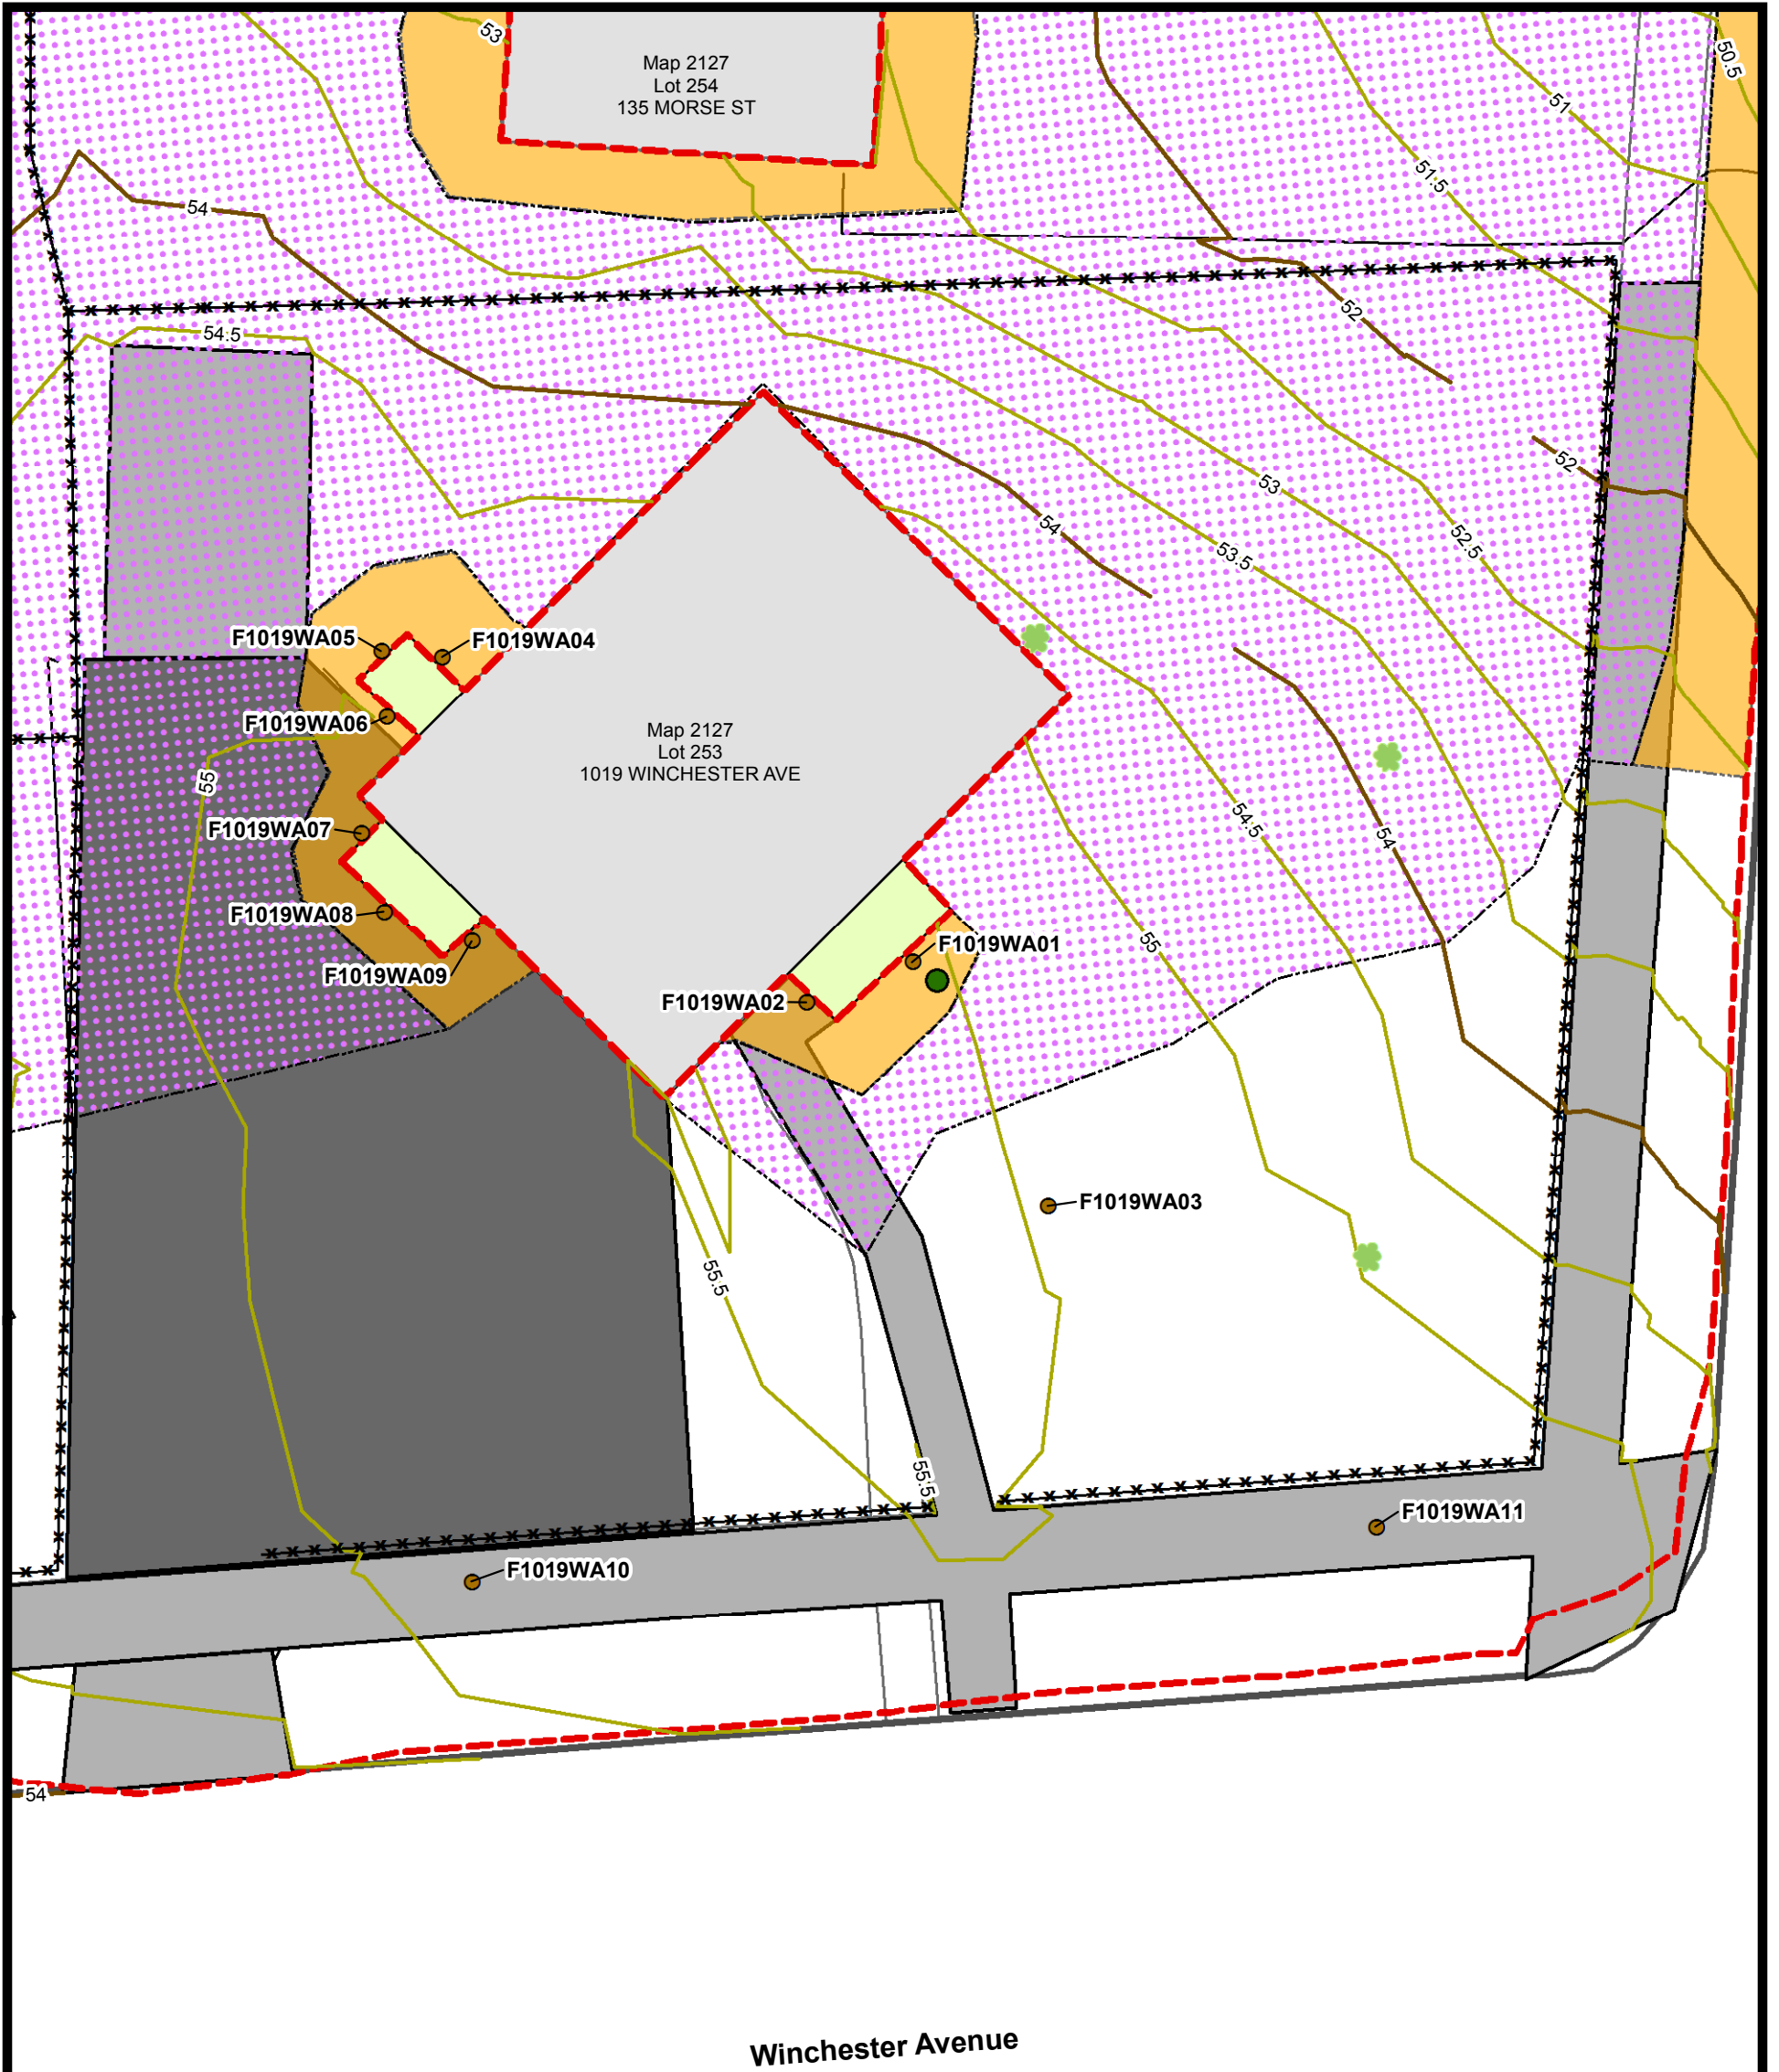 53
50.5
Map 2127
Lot 254
135 MORSE ST
51
51.5
54
52
54.5
52
53
52.5
54
53.5
F1019WA05
F1019WA04
F1019WA06
Map 2127
Lot 253
1019 WINCHESTER AVE
55
54.5
54
F1019WA07
F1019WA08
F1019WA09
F1019WA01
55
F1019WA02
F1019WA03
55.5
55.5
F1019WA11
F1019WA10
54
Winchester Avenue